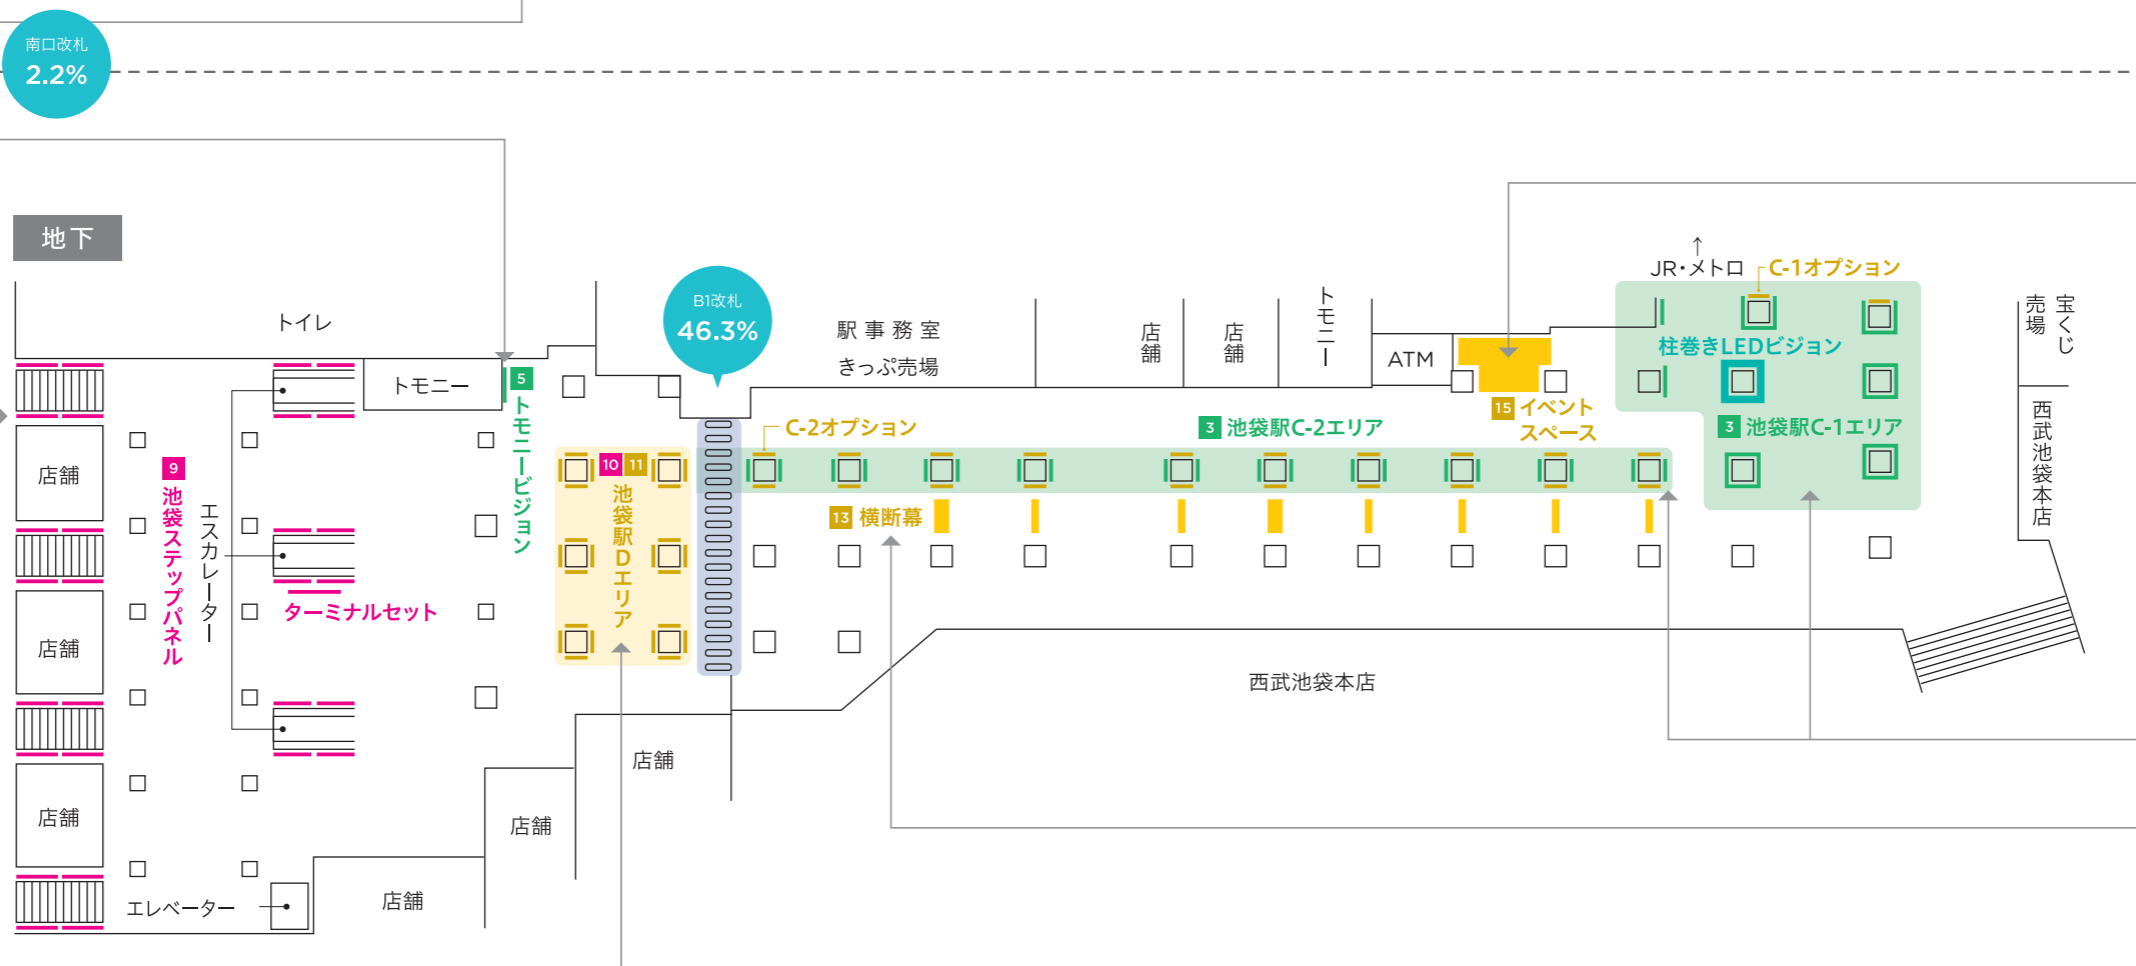 南口改札
2.2%
地下
トイレ
トモニー
5
トモニービジョン
B1改札
46.3%
駅事務室
きっぷ売場
店舗
店舗
トモニー
ATM
↑
JR・メトロ
C-1オプション
柱巻きLEDビジョン
3 池袋駅C-1エリア
宝くじ
売場
西武池袋本店
15 イベント
スペース
3 池袋駅C-2エリア
C-2オプション
13 横断幕
10 11
池袋駅Dエリア
9
池袋ステップパネル
エスカレーター
ターミナルセット
店舗
店舗
店舗
エレベーター
店舗
店舗
店舗
西武池袋本店